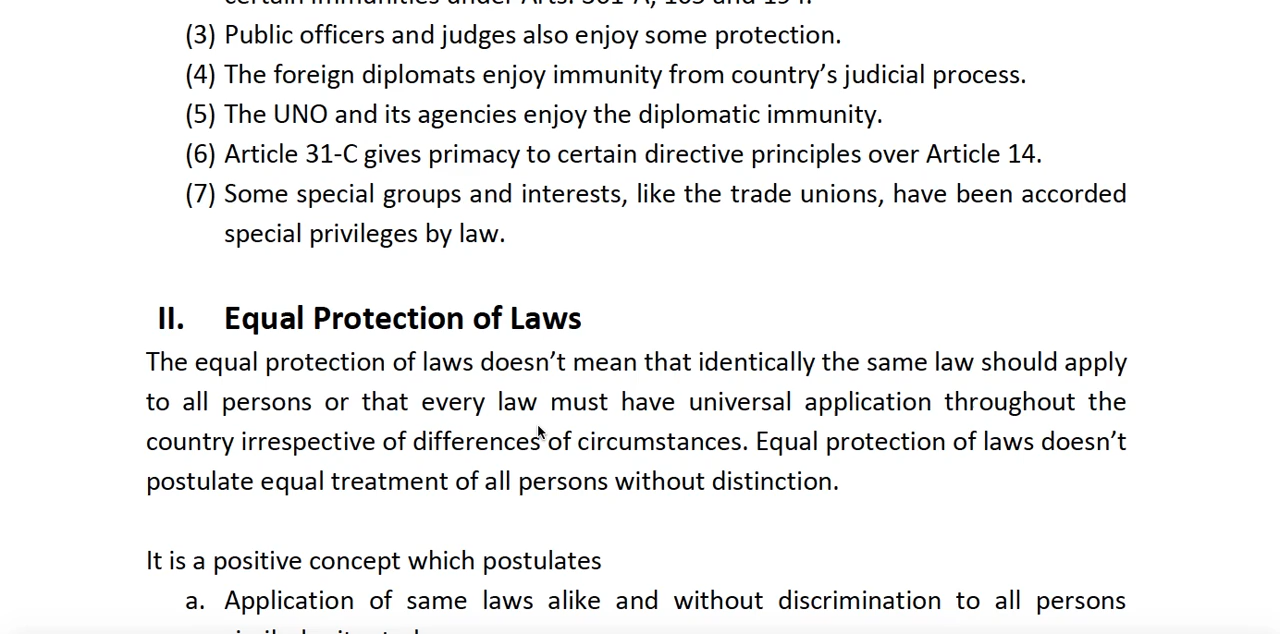 (3) Public officers and judges also enjoy some protection.
(4) The foreign diplomats enjoy immunity from country’s judicial process.
(5) The UNO and its agencies enjoy the diplomatic immunity.
(6) Article 31-C gives primacy to certain directive principles over Article 14.
(7) Some special groups and interests, like the trade unions, have been accorded
special privileges by law.
II. Equal Protection of Laws
The equal protection of laws doesn’t mean that identically the same law should apply
to all persons or that every law must have universal application throughout the
country irrespective of differences of circumstances. Equal protection of laws doesn’t
postulate equal treatment of all persons without distinction.
It is a positive concept which postulates
a. Application of same laws alike and without discrimination to all persons